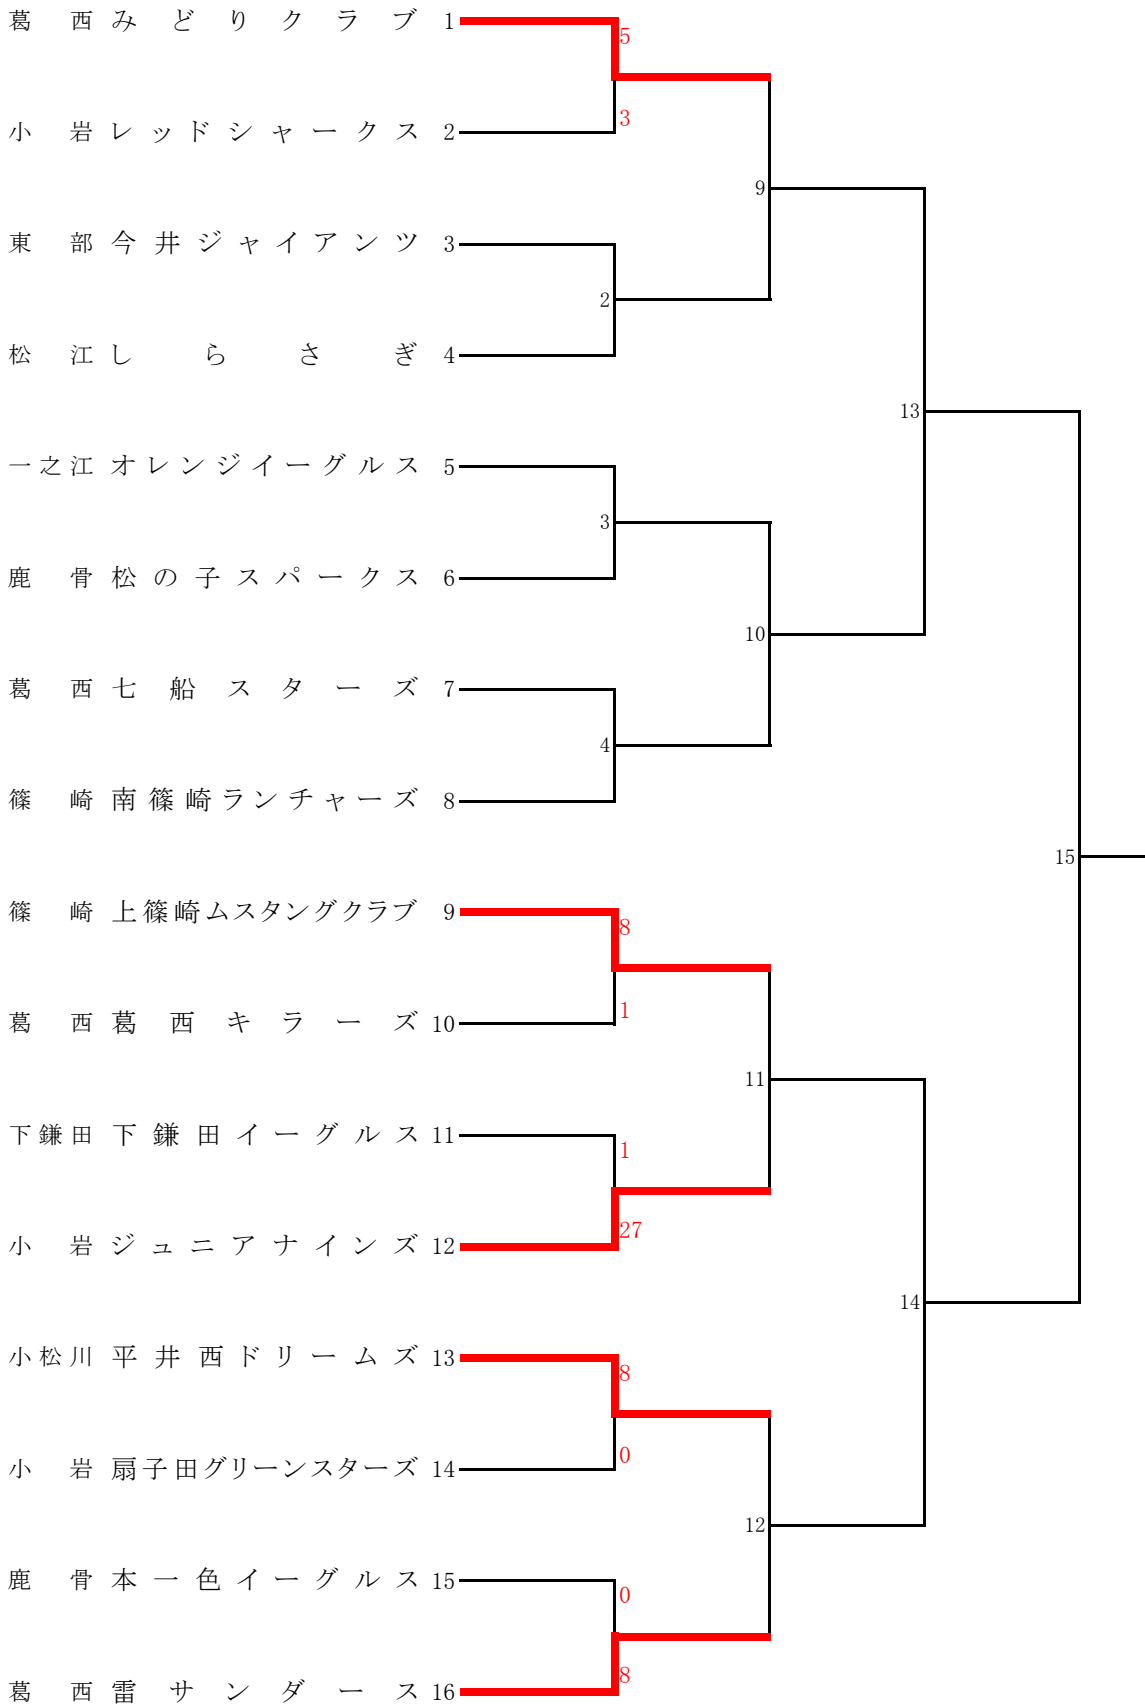 葛西 みどりクラブ 1
5
3
小岩 レッドシャークス 2
9
東部 今井ジャイアンツ 3
2
松江 しらさぎ 4
13
一之江 オレンジイーグルス 5
3
鹿骨 松の子スパークス 6
10
葛西 七船スターズ 7
4
篠崎 南篠崎ランチャーズ 8
15
篠崎 上篠崎ムスタングクラブ 9
8
1
葛西 葛西キラーズ 10
11
下鎌田 下鎌田イーグルス 11
1
27
小岩 ジュニアナインズ 12
14
小松川 平井西ドリームズ 13
8
0
小岩 扇子田グリーンスターズ 14
12
鹿骨 本一色イーグルス 15
0
8
葛西 雷サンダース 16